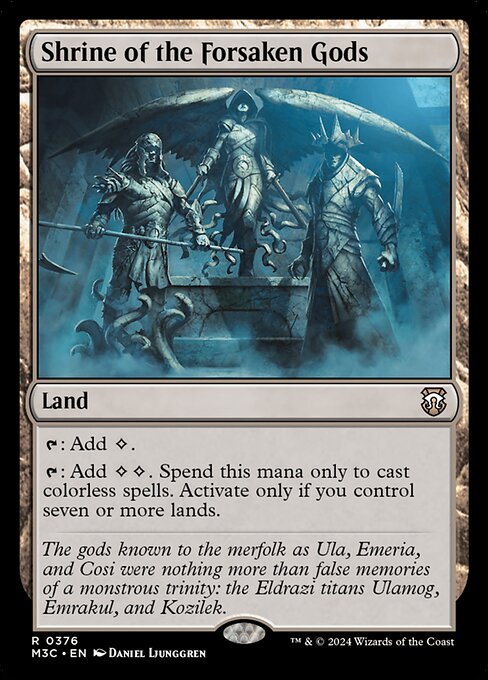 Shrine of the Forsaken Gods
Land
: Add ◇.
: Add ◇◇. Spend this mana only to cast
colorless spells. Activate only if you control
seven or more lands.
The gods known to the merfolk as Ula, Emeria,
and Cosi were nothing more than false memories
of a monstrous trinity: the Eldrazi titans Ulamog,
Emrakul, and Kozilek.
R 0376
M3C • EN Daniel Ljunggren
™ & © 2024 Wizards of the Coast